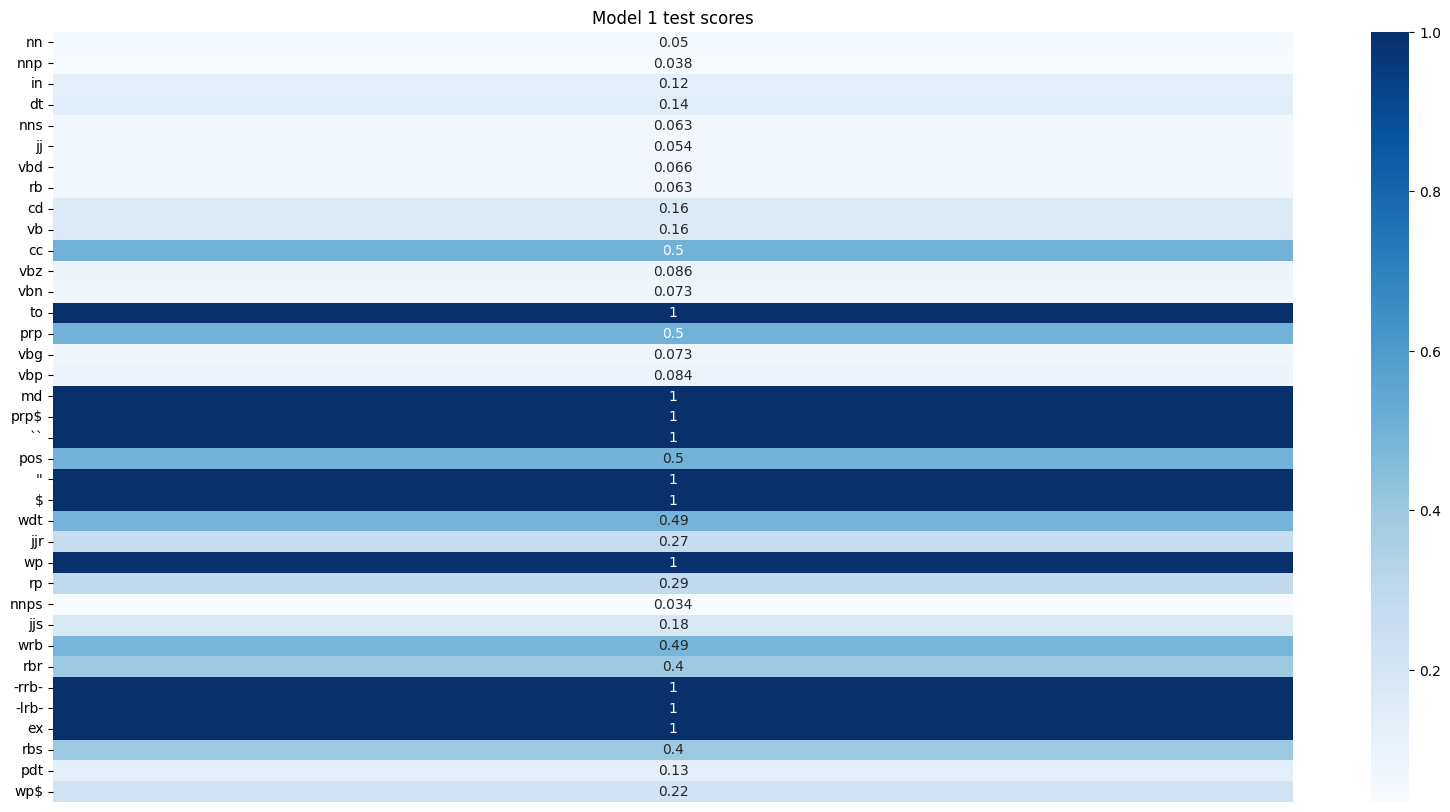 Model 1 test scores
nn 0.05
nnp 0.038
in 0.12
dt 0.14
nns 0.063
jj 0.054
vbd 0.066
rb 0.063
cd 0.16
vb 0.16
cc 0.5
vbz 0.086
vbn 0.073
to 1
prp 0.5
vbg 0.073
vbp 0.084
md 1
prp$ 1
`` 1
pos 0.5
" 1
$ 1
wdt 0.49
jjr 0.27
wp 1
rp 0.29
nnps 0.034
jjs 0.18
wrb 0.49
rbr 0.4
-rrb- 1
-lrb- 1
ex 1
rbs 0.4
pdt 0.13
wp$ 0.22
1.0
0.8
0.6
0.4
0.2